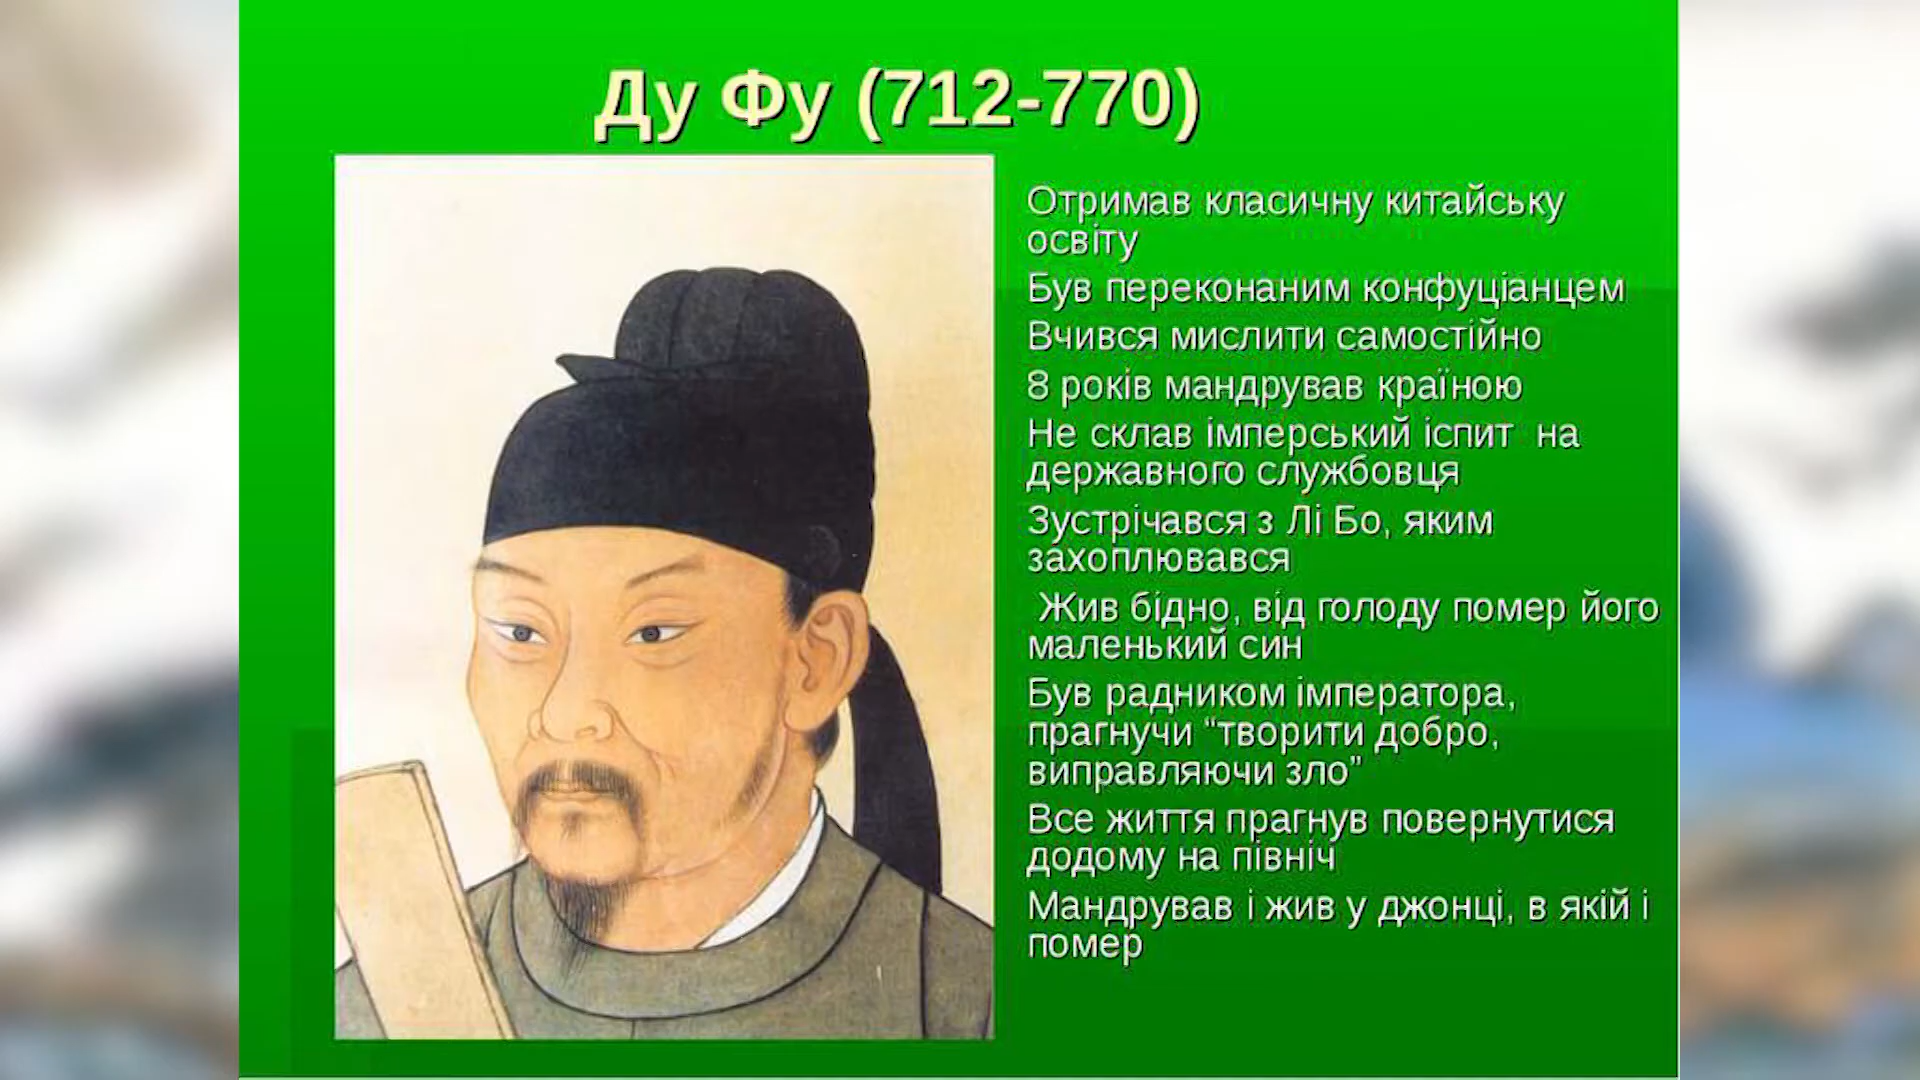 Ду Фу (712-770)
Отримав класичну китайську
освіту
Був переконаним конфуціанцем
Вчився мислити самостійно
8 років мандрував країною
Не склав імперський іспит на
державного службовця
Зустрічався з Лі Бо, яким
захоплювався
Жив бідно, від голоду помер його
маленький син
Був радником імператора,
прагнучи “творити добро,
виправляючи зло”
Все життя прагнув повернутися
додому на північ
Мандрував і жив у джонці, в якій і
помер